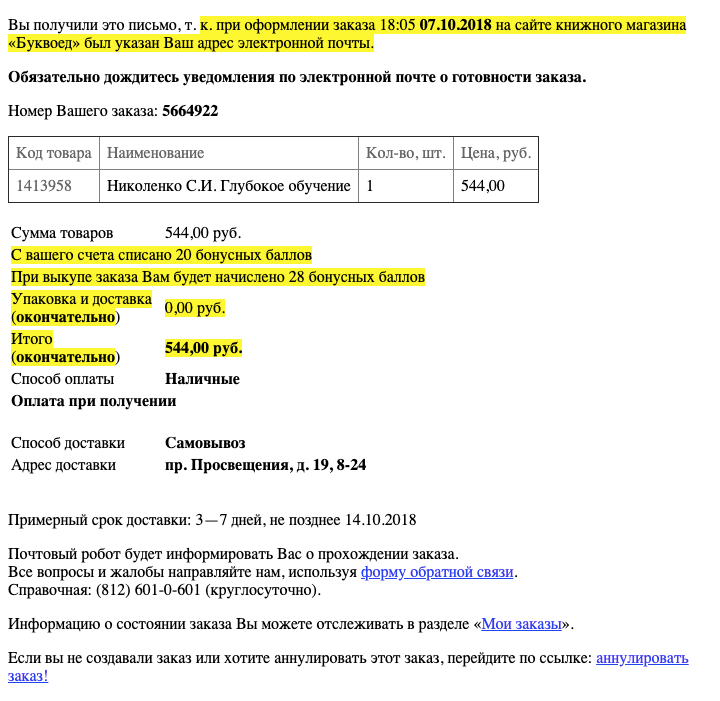 Вы получили это письмо, т. к. при оформлении заказа 18:05 07.10.2018 на сайте книжного магазина
«Буквоед» был указан Ваш адрес электронной почты.
Обязательно дождитесь уведомления по электронной почте о готовности заказа.
Номер Вашего заказа: 5664922
Код товара Наименование Кол-во, шт. Цена, руб.
1413958 Николенко С.И. Глубокое обучение 1 544,00
Сумма товаров 544,00 руб.
С вашего счета списано 20 бонусных баллов
При выкупе заказа Вам будет начислено 28 бонусных баллов
Упаковка и доставка
(окончательно) 0,00 руб.
Итого
(окончательно) 544,00 руб.
Способ оплаты Наличные
Оплата при получении
Способ доставки Самовывоз
Адрес доставки пр. Просвещения, д. 19, 8-24
Примерный срок доставки: 3—7 дней, не позднее 14.10.2018
Почтовый робот будет информировать Вас о прохождении заказа.
Все вопросы и жалобы направляйте нам, используя форму обратной связи.
Справочная: (812) 601-0-601 (круглосуточно).
Информацию о состоянии заказа Вы можете отслеживать в разделе «Мои заказы».
Если вы не создавали заказ или хотите аннулировать этот заказ, перейдите по ссылке: аннулировать
заказ!